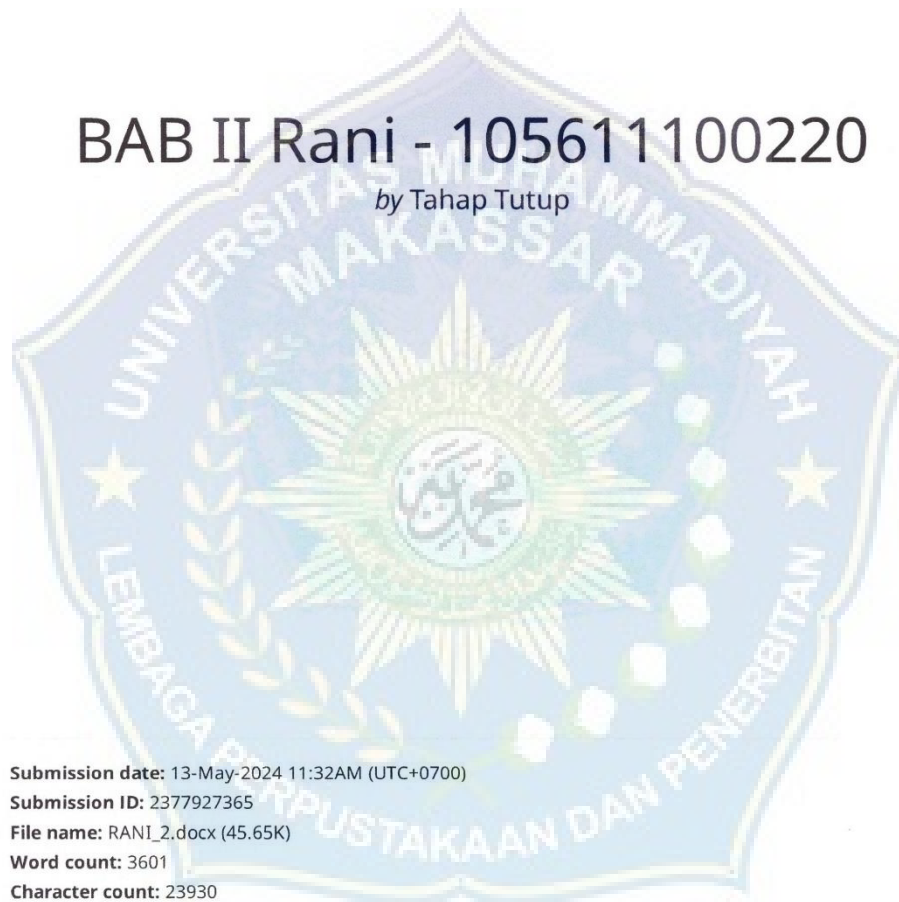 BAB II Rani - 105611100220
by Tahap Tutup
UNIVERSITAS MUHAMMADIYAH
MAKASSAR
محمد
LEMBAGA PERPUSTAKAAN DAN PENERBITAN
Submission date: 13-May-2024 11:32AM (UTC+0700)
Submission ID: 2377927365
File name: RANI_2.docx (45.65K)
Word count: 3601
Character count: 23930